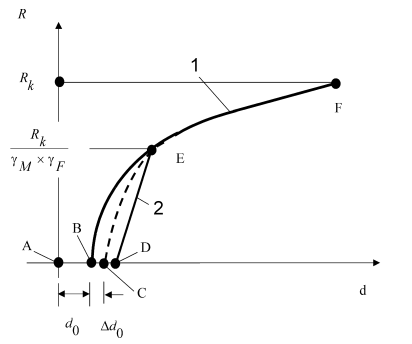 R
1
R_k
F
R_k
γ_M × γ_F
E
2
B
A
D
C
d
d_0
Δd_0